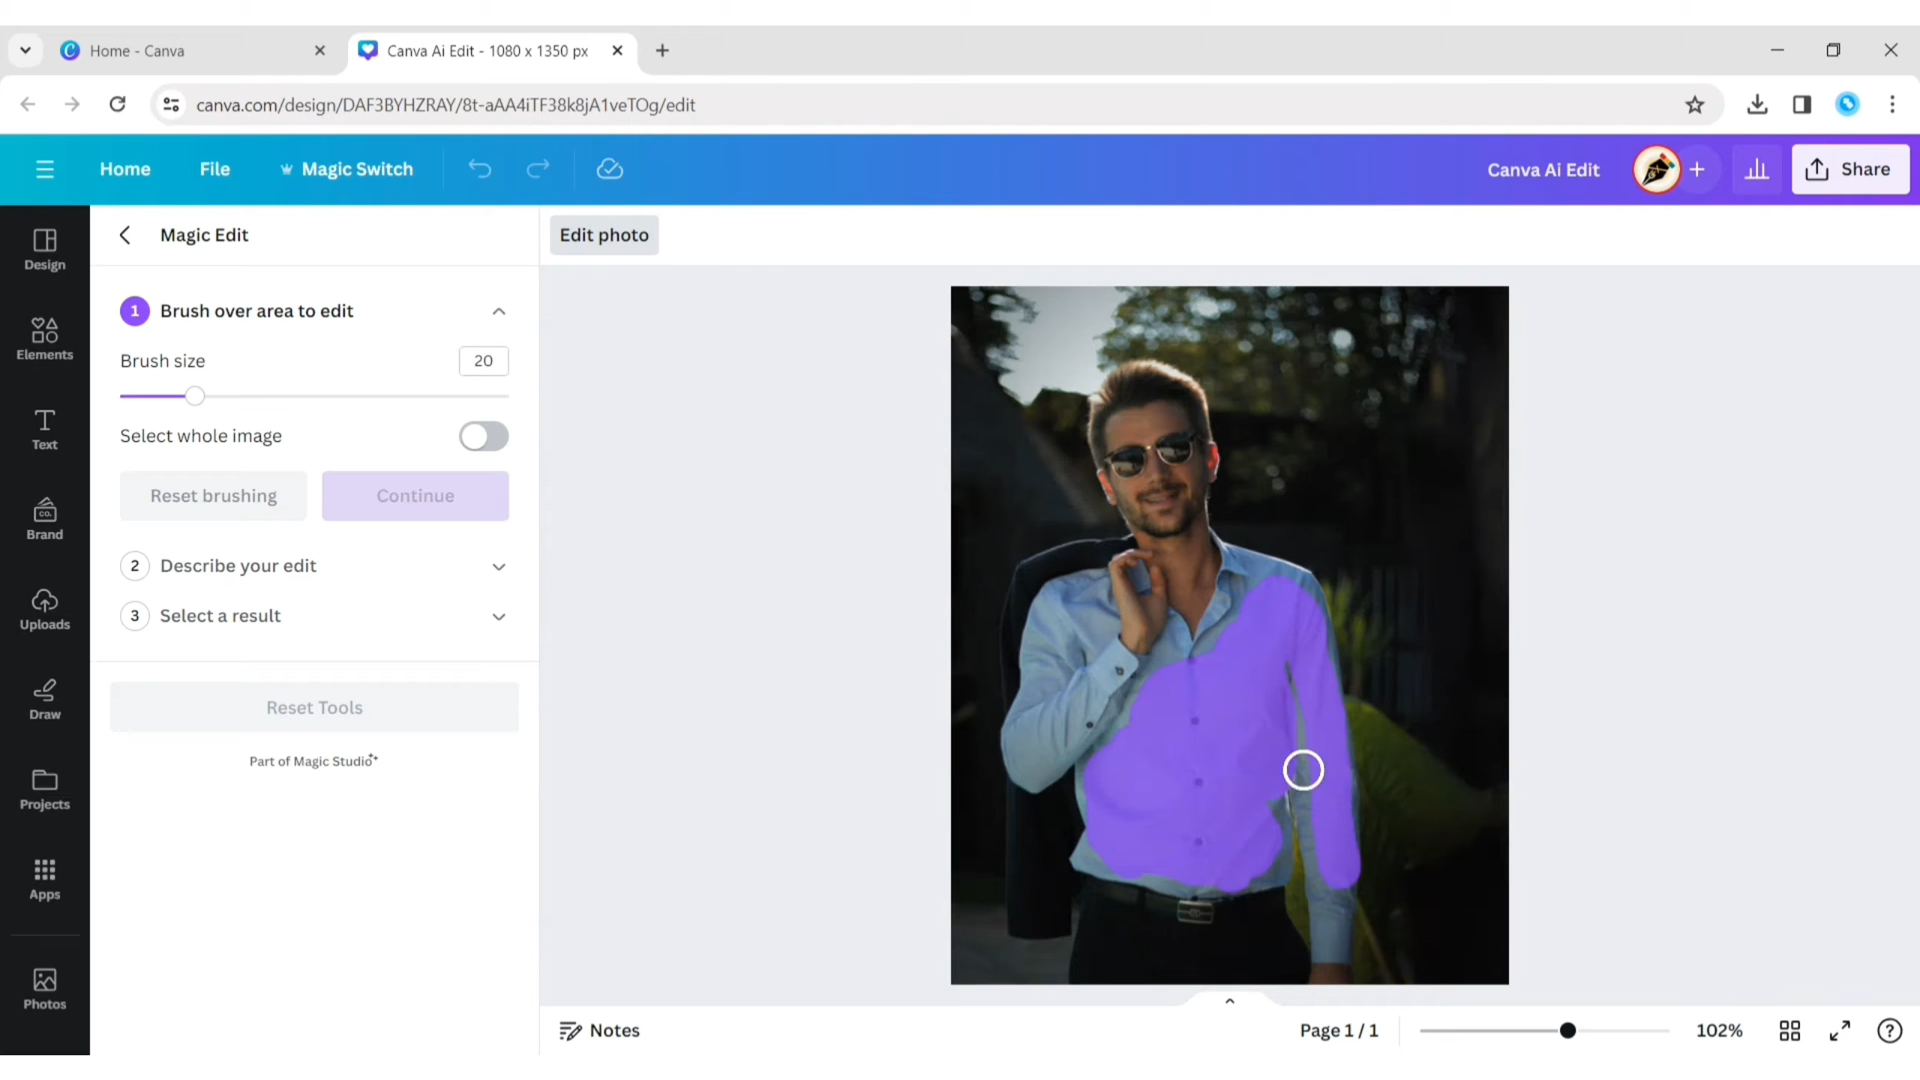 Home - Canva
Canva Ai Edit - 1080 x 1350 px
canva.com/design/DAF3BYHZRAY/8t-aAA4iTF38k8jA1veTOg/edit
Home
File
Magic Switch
Canva Ai Edit
Share
Design
Elements
Text
CO.
Brand
Uploads
Draw
Projects
Apps
Photos
Magic Edit
1 Brush over area to edit
Brush size
20
Select whole image
Reset brushing
Continue
2 Describe your edit
3 Select a result
Reset Tools
Part of Magic Studio
Edit photo
Notes
Page 1 / 1
102%